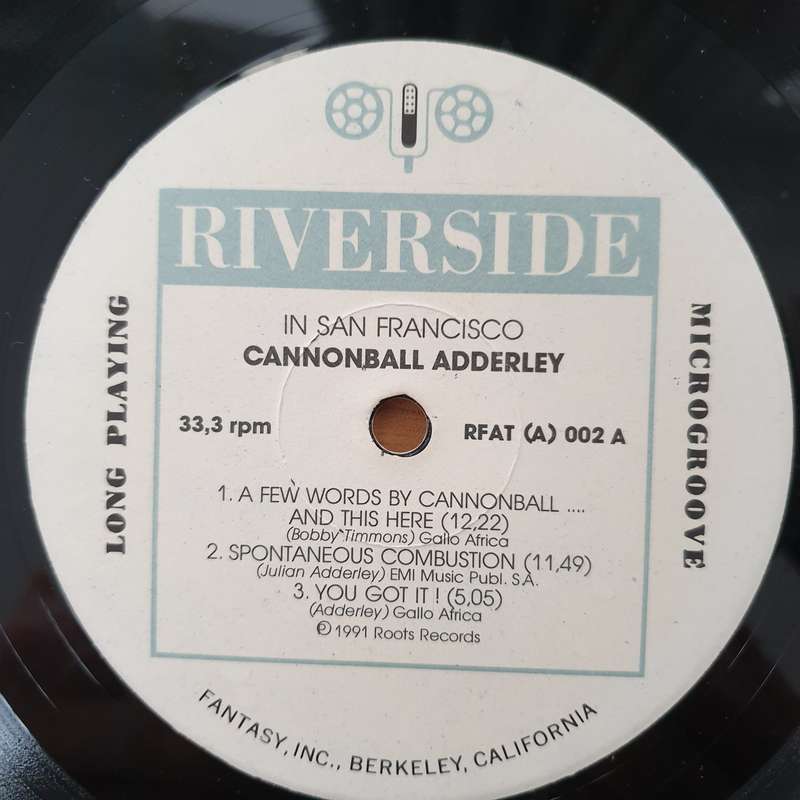 RIVERSIDE
IN SAN FRANCISCO
CANNONBALL ADDERLEY
LONG PLAYING
MICROGROOVE
33,3 rpm
RFAT (A) 002 A
1. A FEW WORDS BY CANNONBALL ....
AND THIS HERE (12,22)
(Bobby Timmons) Gallo Africa
2. SPONTANEOUS COMBUSTION (11,49)
(Julian Adderley) EMI Music Publ. S.A.
3. YOU GOT IT ! (5,05)
(Adderley) Gallo Africa
℗ 1991 Roots Records
FANTASY, INC., BERKELEY, CALIFORNIA